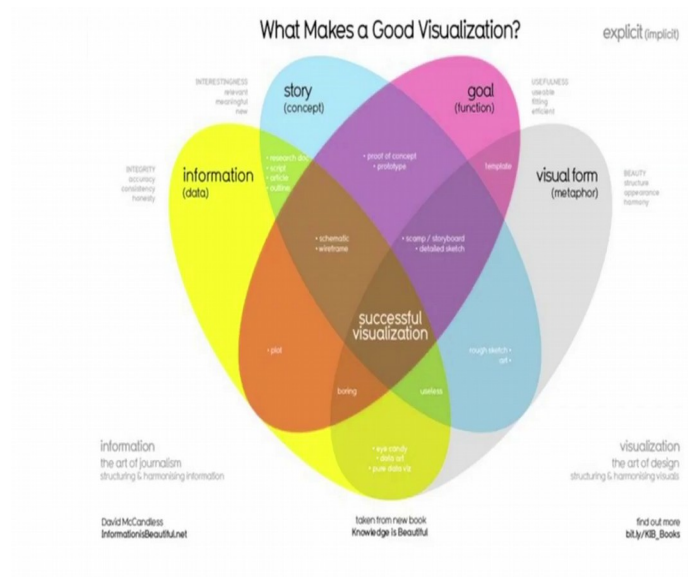 What Makes a Good Visualization?
explicit (implicit)
INTERESTINGNESS
relevant
meaningful
new
story
(concept)
goal
(function)
USEFULNESS
useable
fitting
efficient
INTEGRITY
accuracy
consistency
honesty
information
(data)
• research doc
• script
• article
• outline
• proof of concept
• prototype
template
visual form
(metaphor)
BEAUTY
structure
appearance
harmony
• schematic
• wireframe
• scamp / storyboard
• detailed sketch
successful
visualization
• plot
rough sketch •
art •
boring
useless
• eye candy
• data art
• pure data viz
information
the art of journalism
structuring & harmonising information
visualization
the art of design
structuring & harmonising visuals
David McCandless
InformationisBeautiful.net
taken from new book
Knowledge is Beautiful
find out more
bit.ly/KIB_Books